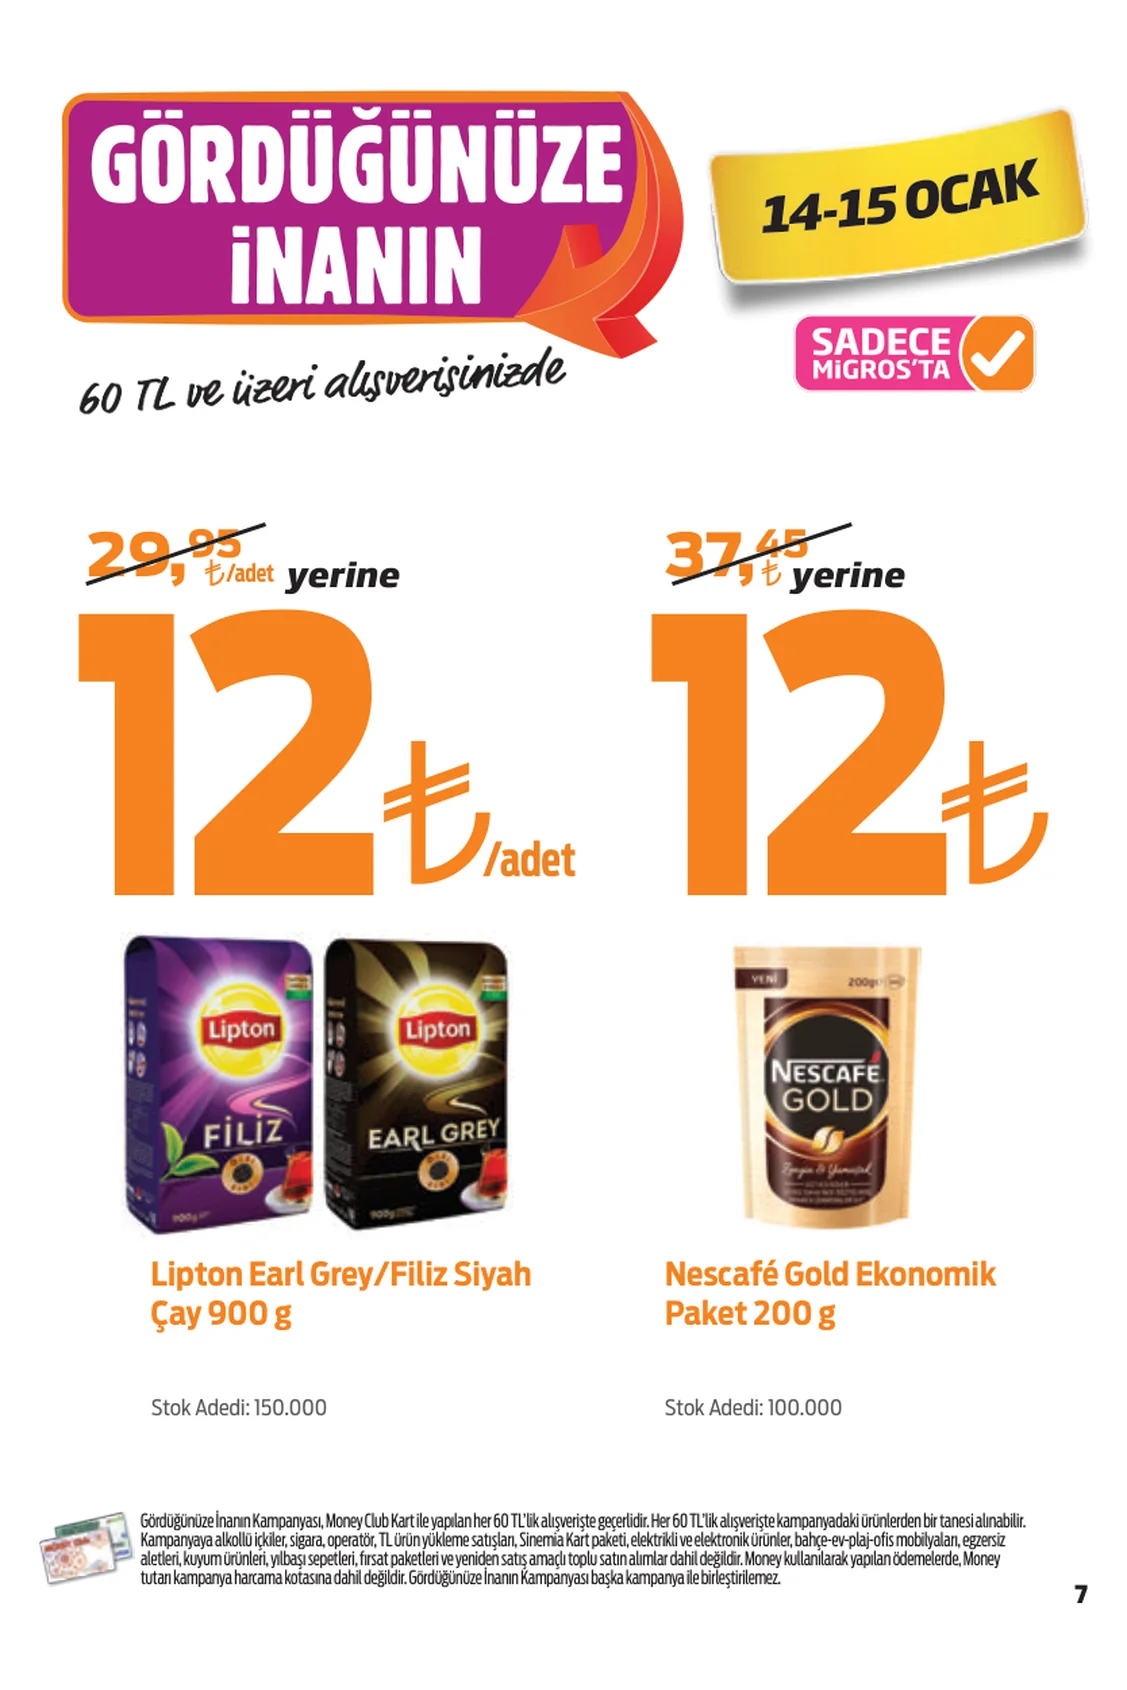 GÖRDÜĞÜNÜZE
İNANIN
14-15 OCAK
SADECE
MİGROS'TA
60 TL ve üzeri alışverişinizde
29,95 ₺/adet yerine
12 ₺/adet
37,45 ₺ yerine
12 ₺
Lipton
FİLİZ
900g
Lipton
EARL GREY
900g
YENİ
200g
NESCAFÉ
GOLD
Zengin & Yumuşak
Lipton Earl Grey/Filiz Siyah
Çay 900 g
Nescafé Gold Ekonomik
Paket 200 g
Stok Adedi: 150.000
Stok Adedi: 100.000
Gördüğünüze İnanın Kampanyası, Money Club Kart ile yapılan her 60 TL'lik alışverişte geçerlidir. Her 60 TL'lik alışverişte kampanyadaki ürünlerden bir tanesi alınabilir.
Kampanyaya alkollü içkiler, sigara, operatör, TL ürün yükleme satışları, Sinemia Kart paketi, elektrikli ve elektronik ürünler, bahçe-ev-plaj-ofis mobilyaları, egzersiz
aletleri, kuyum ürünleri, yılbaşı sepetleri, fırsat paketleri ve yeniden satış amaçlı toplu satın alımlar dahil değildir. Money kullanılarak yapılan ödemelerde, Money
tutarı kampanya harcama kotasına dahil değildir. Gördüğünüze İnanın Kampanyası başka kampanya ile birleştirilemez.
7